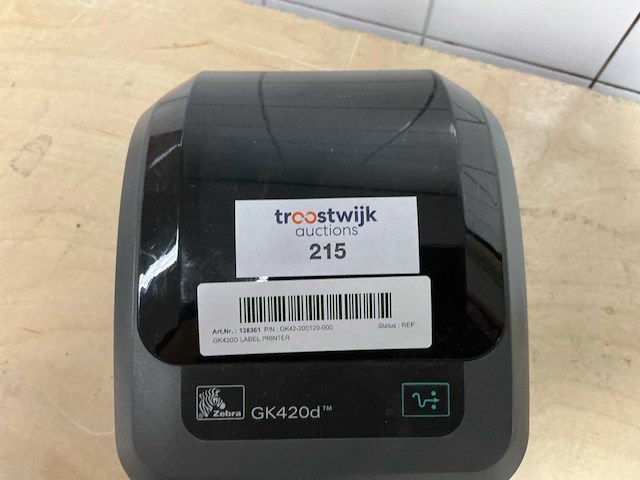 troostwijk
auctions
215
Art.Nr. : 138361 P/N : GK42-200120-000 Status : REF
GK420D LABEL PRINTER
Zebra GK420d™